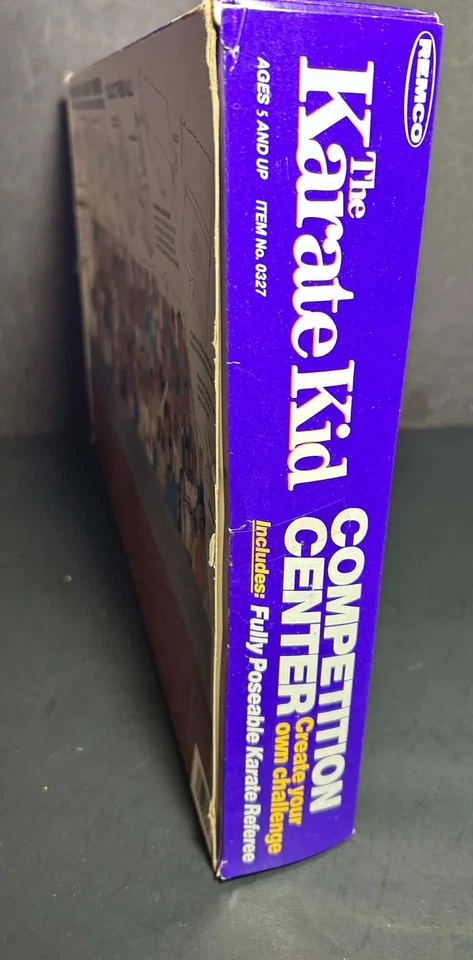 REMCO
The
Karate Kid
AGES 5 AND UP ITEM No. 0327
COMPETITION
CENTER
Create your
own challenge
Includes: Fully Poseable Karate Referee